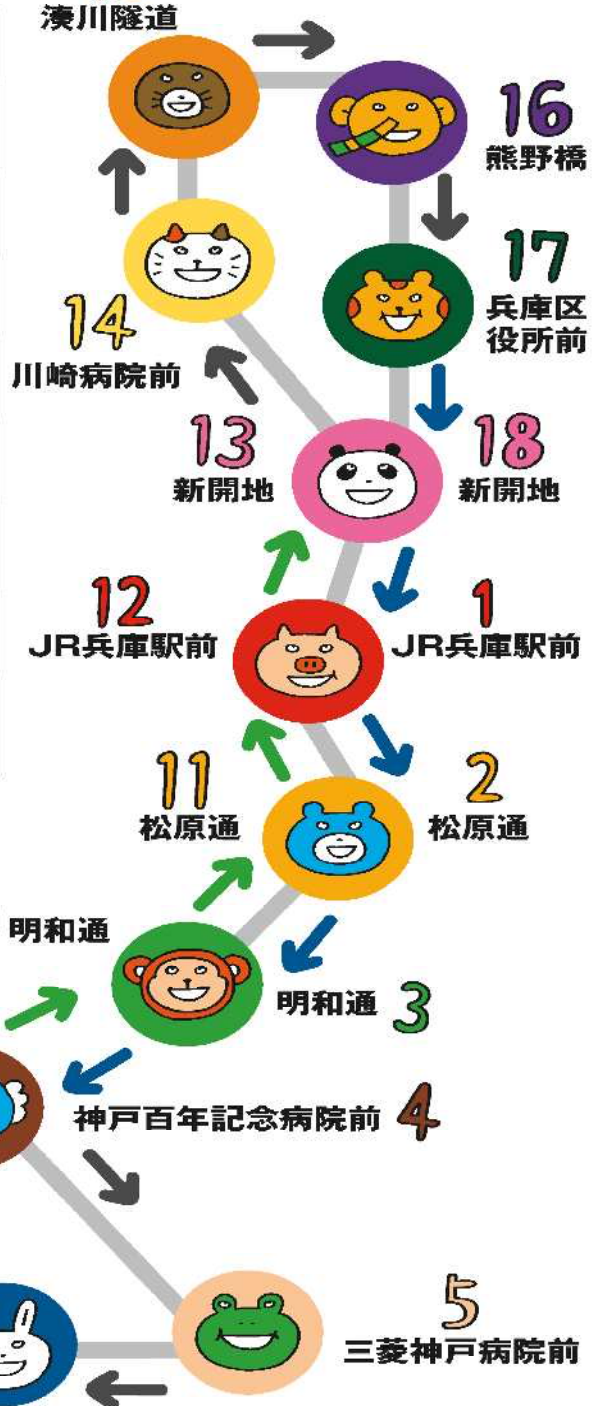 湊川隧道
16
熊野橋
17
兵庫区
役所前
14
川崎病院前
13
新開地
18
新開地
12
JR兵庫駅前
1
JR兵庫駅前
11
松原通
2
松原通
明和通
明和通 3
神戸百年記念病院前 4
5
三菱神戸病院前